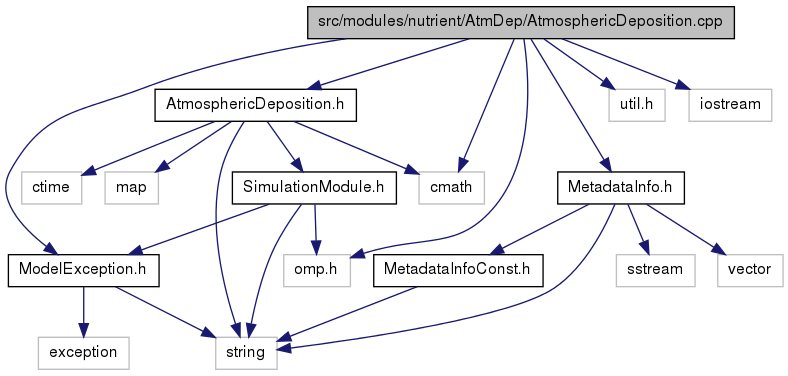 src/modules/nutrient/AtmDep/AtmosphericDeposition.cpp
AtmosphericDeposition.h
util.h
iostream
ctime
map
SimulationModule.h
cmath
MetadataInfo.h
ModelException.h
omp.h
MetadataInfoConst.h
sstream
vector
exception
string